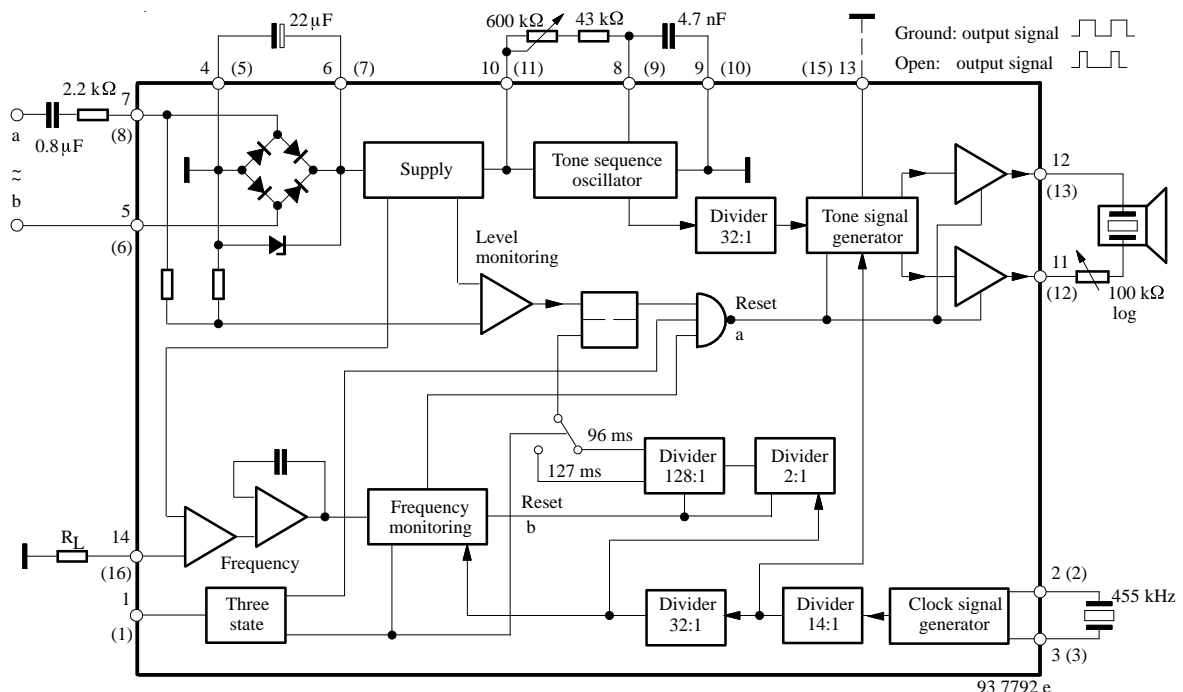 22 μF
600 kΩ
43 kΩ
4.7 nF
Ground: output signal
Open: output signal
4
(5)
6
(7)
10
(11)
8
(9)
9
(10)
(15)
13
2.2 kΩ
7
(8)
a
0.8 μF
≈
b
5
(6)
Supply
Tone sequence
oscillator
Divider
32:1
Tone signal
generator
12
(13)
11
(12)
100 kΩ
log
Level
monitoring
Reset
a
96 ms
127 ms
Divider
128:1
Divider
2:1
Frequency
monitoring
Reset
b
RL
14
(16)
Frequency
1
(1)
Three
state
Divider
32:1
Divider
14:1
Clock signal
generator
2 (2)
455 kHz
3 (3)
93 7792 e